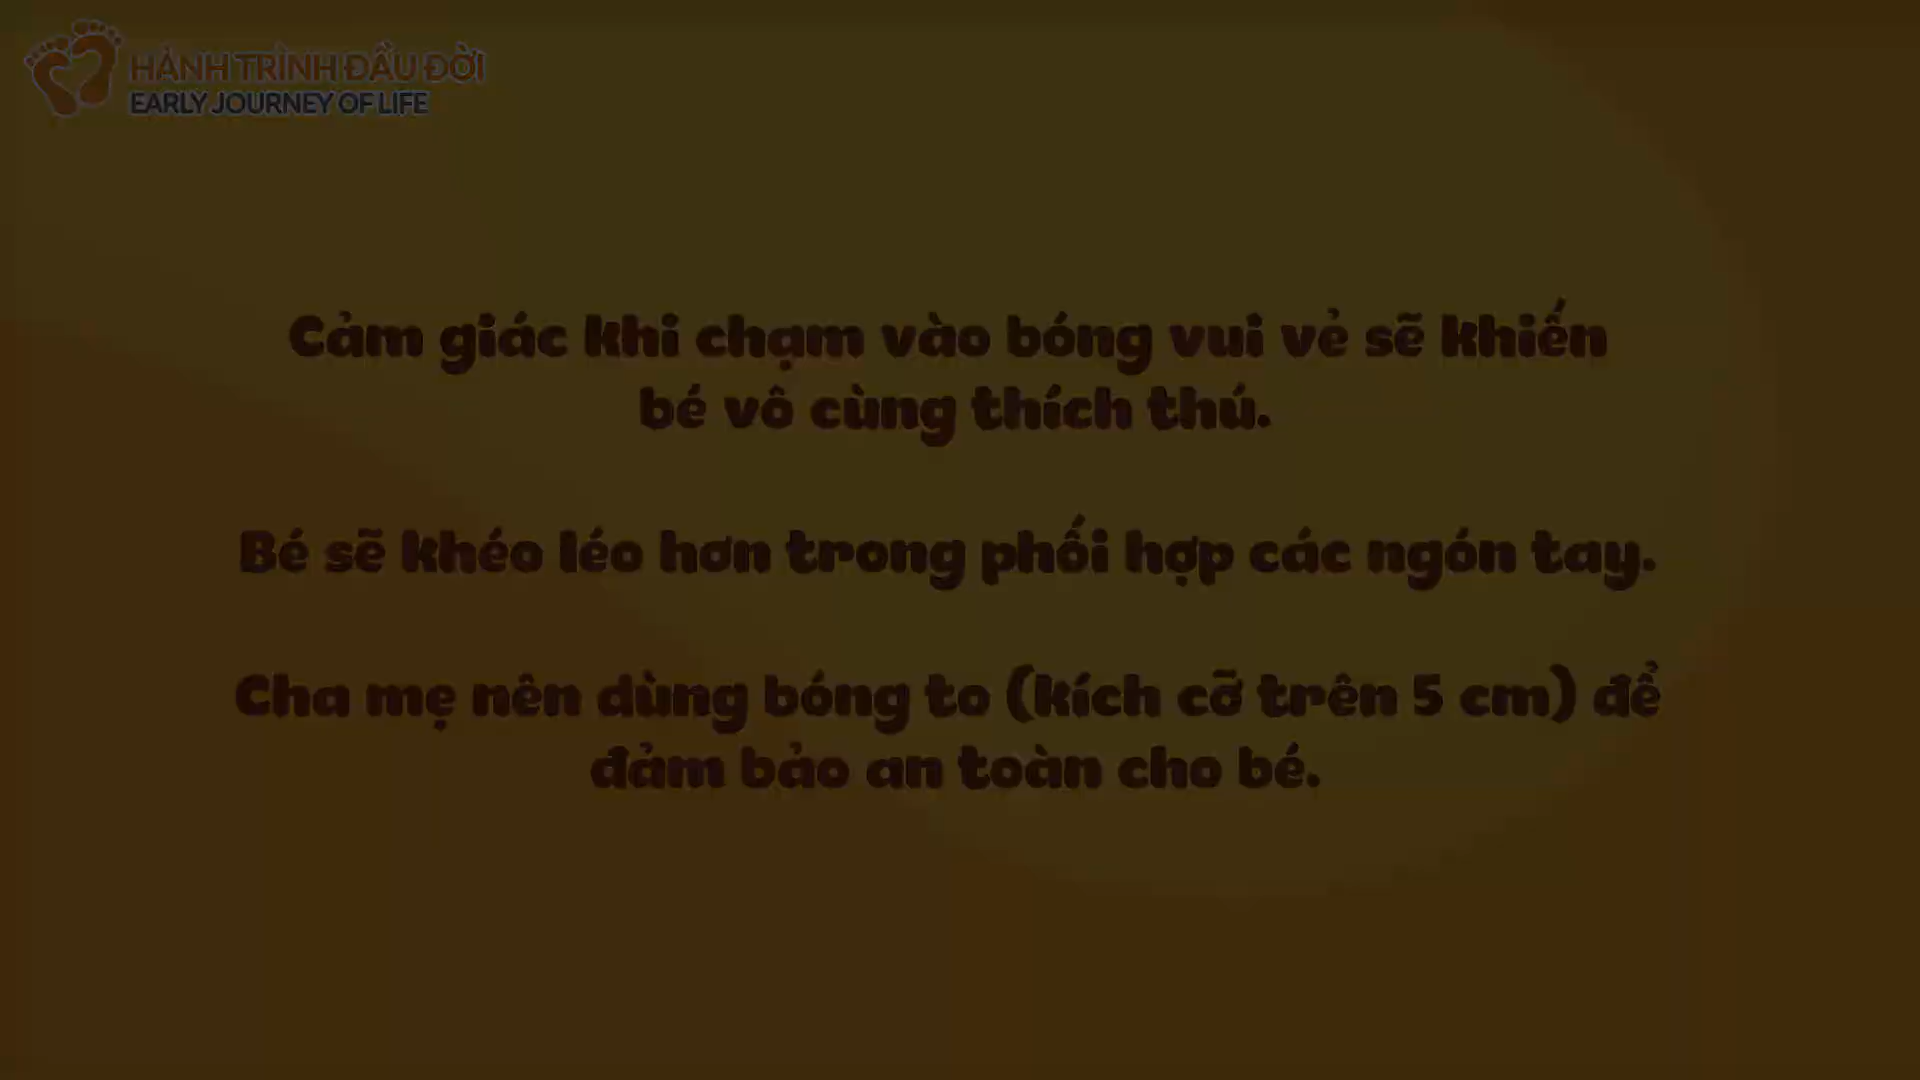 HÀNH TRÌNH ĐẦU ĐỜI
EARLY JOURNEY OF LIFE
Cảm giác khi chạm vào bóng vui vẻ sẽ khiến
bé vô cùng thích thú.
Bé sẽ khéo léo hơn trong phối hợp các ngón tay.
Cha mẹ nên dùng bóng to (kích cỡ trên 5 cm) để
đảm bảo an toàn cho bé.